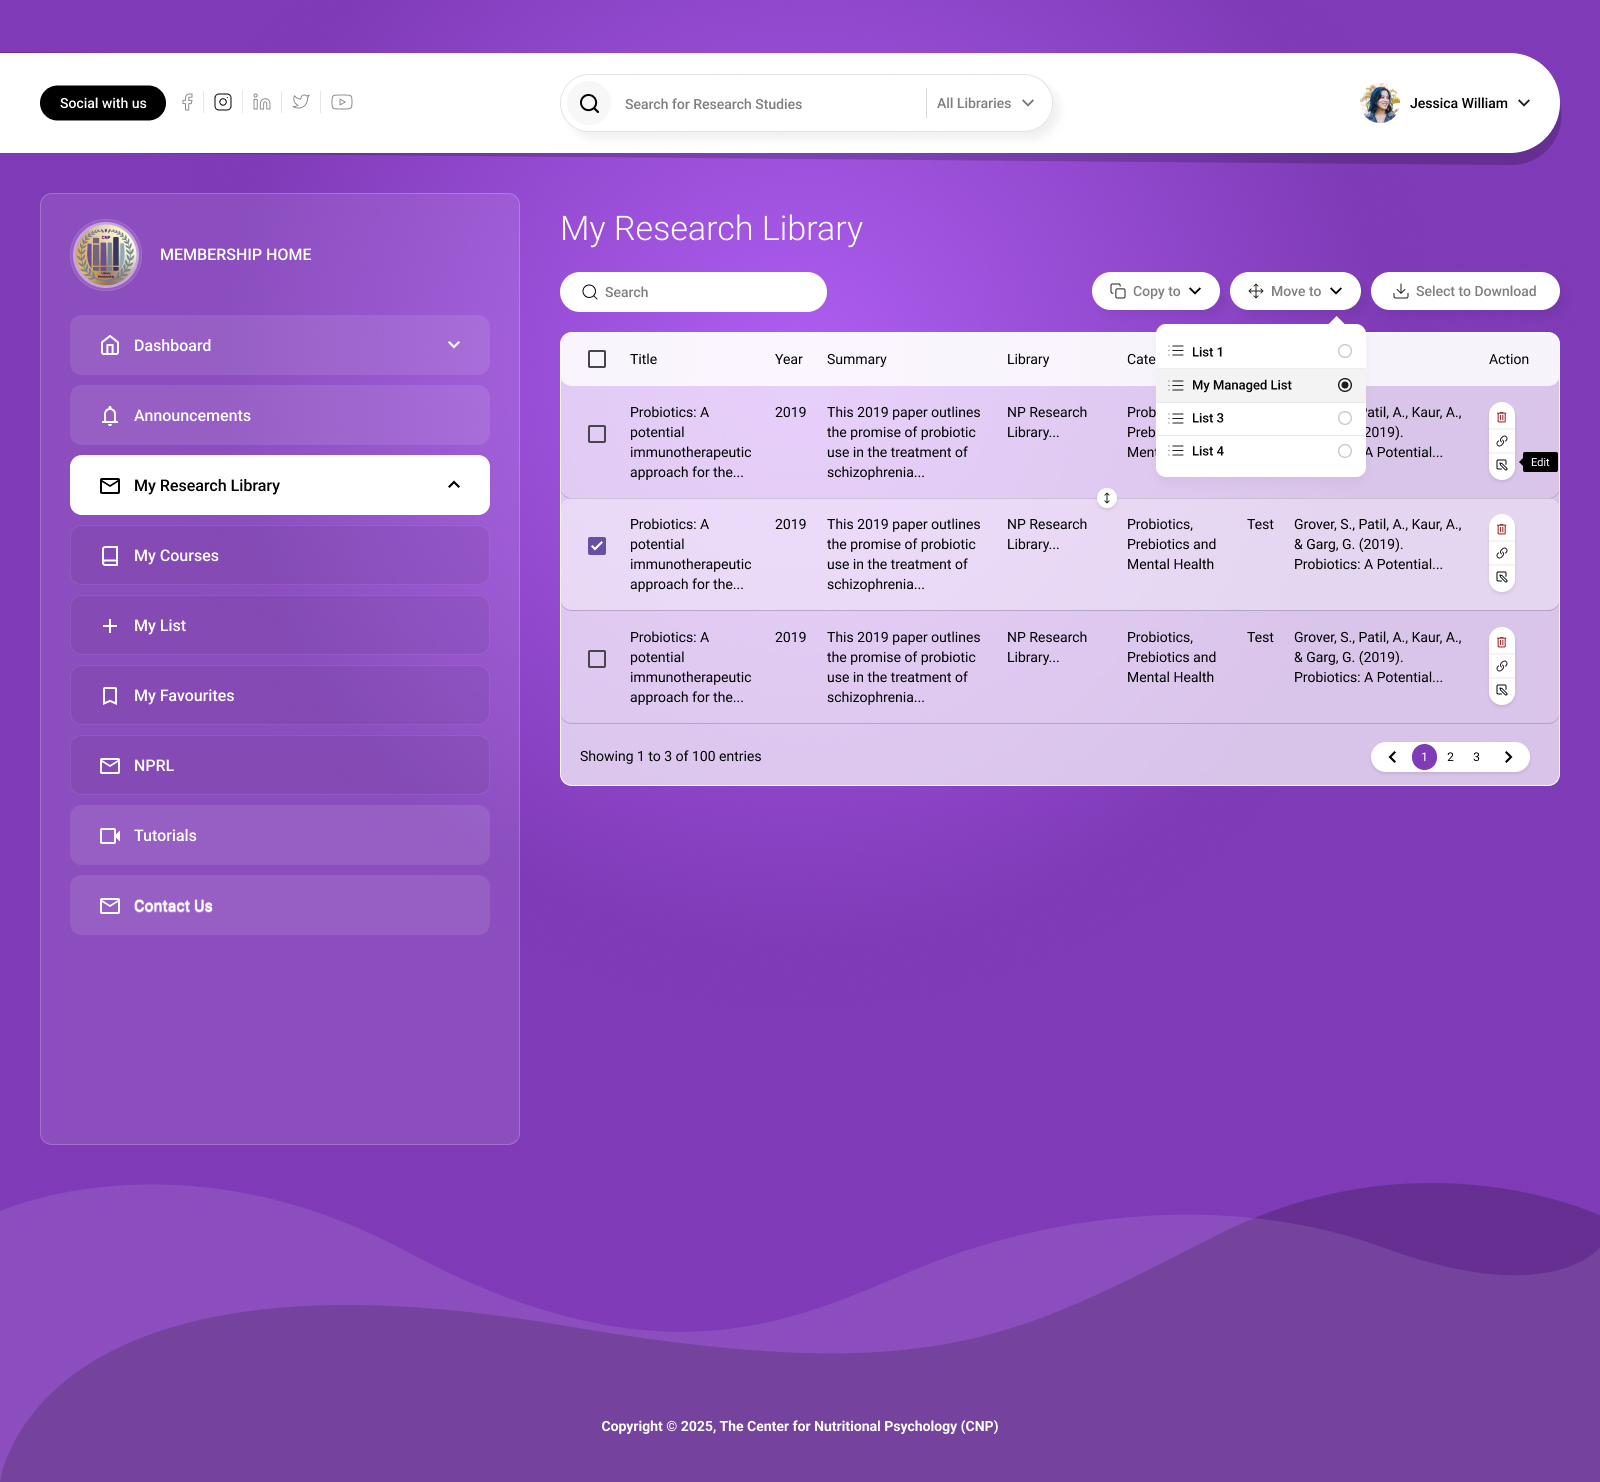 Social with us
Search for Research Studies
All Libraries
Jessica William
CNP
MEMBERSHIP HOME
Dashboard
Announcements
My Research Library
My Courses
My List
My Favourites
NPRL
Tutorials
Contact Us
My Research Library
Search
Copy to
Move to
Select to Download
List 1
My Managed List
List 3
List 4
Title Year Summary Library Cate Action
Probiotics: A 2019 This 2019 paper outlines NP Research Prob Patil, A., Kaur, A.,
potential the promise of probiotic Library... Preb (2019).
immunotherapeutic use in the treatment of Ment A Potential...
approach for the... schizophrenia...
Edit
Probiotics: A 2019 This 2019 paper outlines NP Research Probiotics, Test Grover, S., Patil, A., Kaur, A.,
potential the promise of probiotic Library... Prebiotics and & Garg, G. (2019).
immunotherapeutic use in the treatment of Mental Health Probiotics: A Potential...
approach for the... schizophrenia...
Probiotics: A 2019 This 2019 paper outlines NP Research Probiotics, Test Grover, S., Patil, A., Kaur, A.,
potential the promise of probiotic Library... Prebiotics and & Garg, G. (2019).
immunotherapeutic use in the treatment of Mental Health Probiotics: A Potential...
approach for the... schizophrenia...
Showing 1 to 3 of 100 entries
1 2 3
Copyright © 2025, The Center for Nutritional Psychology (CNP)